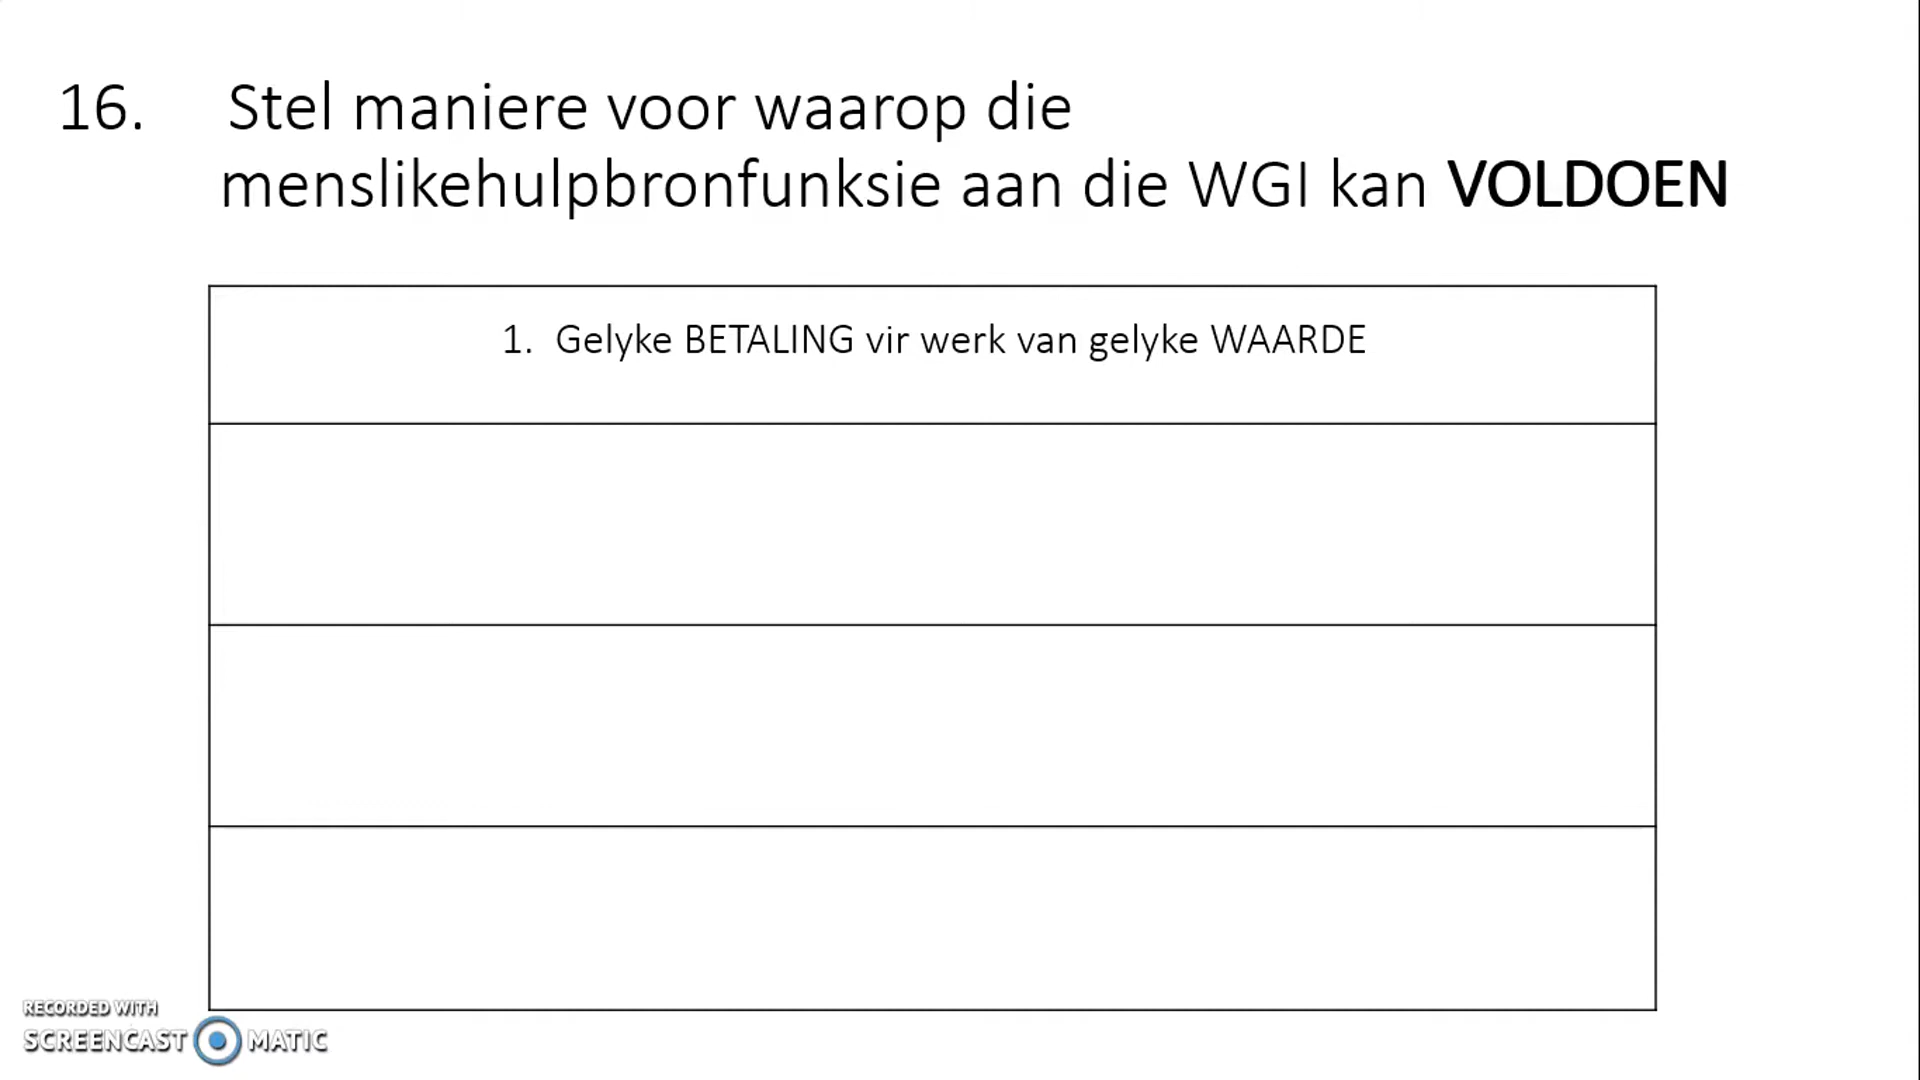 16. Stel maniere voor waarop die
menslikehulpbronfunksie aan die WGI kan VOLDOEN
1. Gelyke BETALING vir werk van gelyke WAARDE
RECORDED WITH
SCREENCAST MATIC